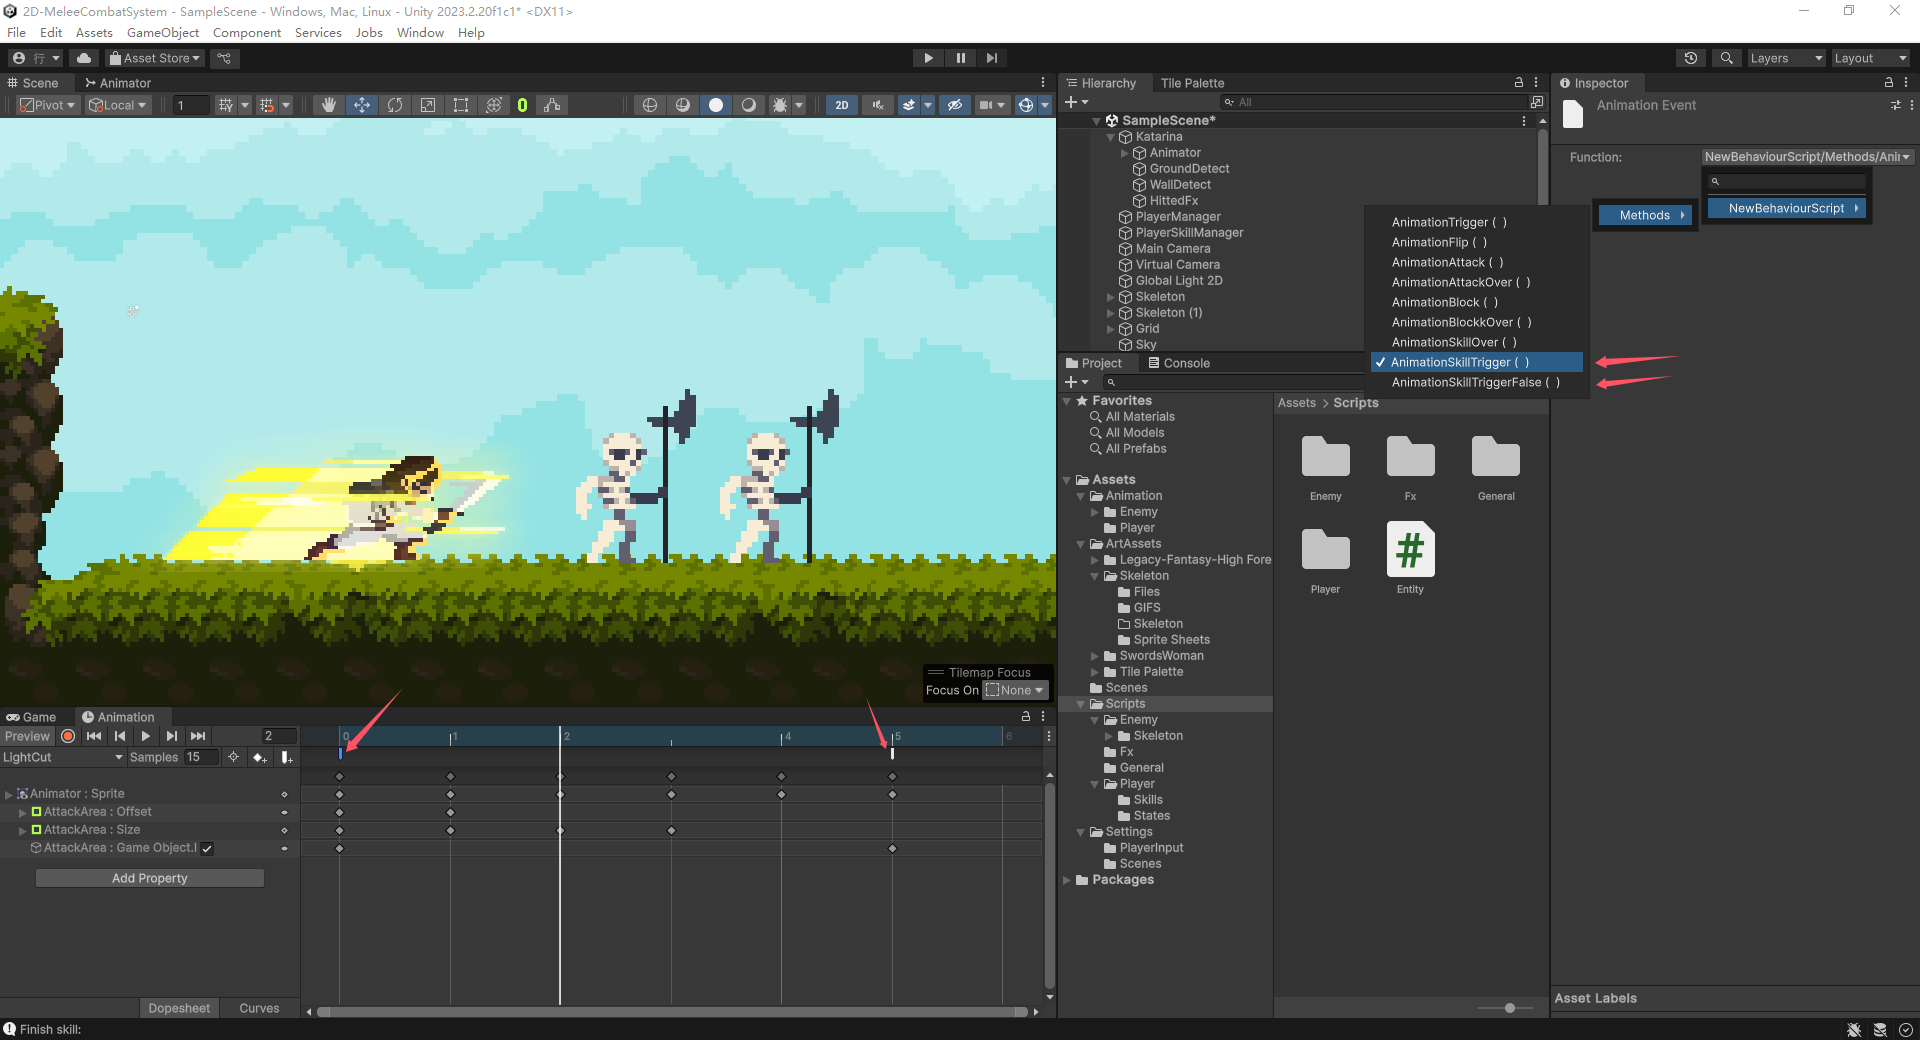 2D-MeleeCombatSystem - SampleScene - Windows, Mac, Linux - Unity 2023.2.20f1c1* <DX11>
File Edit Assets GameObject Component Services Jobs Window Help
行 Asset Store Layers Layout
Scene Animator
Pivot Local 1 2D
Hierarchy Tile Palette
All
SampleScene*
Katarina
Animator
GroundDetect
WallDetect
HittedFx
PlayerManager
PlayerSkillManager
Main Camera
Virtual Camera
Global Light 2D
Skeleton
Skeleton (1)
Grid
Sky
Inspector
Animation Event
Function: NewBehaviourScript/Methods/Ani
NewBehaviourScript
Methods
AnimationTrigger ( )
AnimationFlip ( )
AnimationAttack ( )
AnimationAttackOver ( )
AnimationBlock ( )
AnimationBlockkOver ( )
AnimationSkillOver ( )
AnimationSkillTrigger ( )
AnimationSkillTriggerFalse ( )
Project Console
Favorites
All Materials
All Models
All Prefabs
Assets
Animation
Enemy
Player
ArtAssets
Legacy-Fantasy-High Fore
Skeleton
Files
GIFS
Skeleton
Sprite Sheets
SwordsWoman
Tile Palette
Scenes
Scripts
Enemy
Skeleton
Fx
General
Player
Skills
States
Settings
PlayerInput
Scenes
Packages
Assets > Scripts
Enemy Fx General
Player Entity
#
Asset Labels
Tilemap Focus
Focus On None
Game Animation
Preview 2
0 1 2 4 5 6
LightCut Samples 15
Animator : Sprite
AttackArea : Offset
AttackArea : Size
AttackArea : Game Object.I
Add Property
Dopesheet Curves
Finish skill: